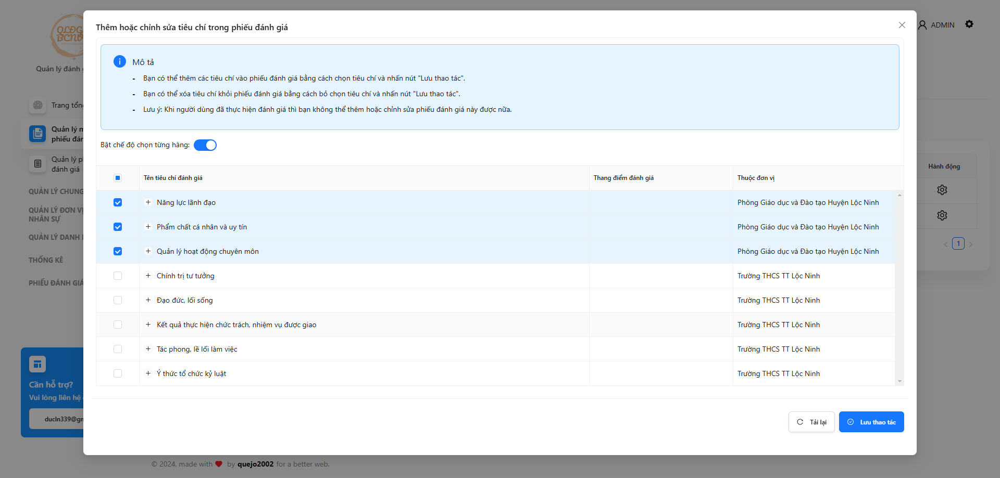 Thêm hoặc chỉnh sửa tiêu chí trong phiếu đánh giá
ADMIN
Mô tả
- Bạn có thể thêm các tiêu chí vào phiếu đánh giá bằng cách chọn tiêu chí và nhấn nút "Lưu thao tác".
- Bạn có thể xóa tiêu chí khỏi phiếu đánh giá bằng cách bỏ chọn tiêu chí và nhấn nút "Lưu thao tác".
- Lưu ý: Khi người dùng đã thực hiện đánh giá thì bạn không thể thêm hoặc chỉnh sửa phiếu đánh giá này được nữa.
Bật chế độ chọn từng hàng:
Tên tiêu chí đánh giá Thang điểm đánh giá Thuộc đơn vị
Năng lực lãnh đạo Phòng Giáo dục và Đào tạo Huyện Lộc Ninh
Phẩm chất cá nhân và uy tín Phòng Giáo dục và Đào tạo Huyện Lộc Ninh
Quản lý hoạt động chuyên môn Phòng Giáo dục và Đào tạo Huyện Lộc Ninh
Chính trị tư tưởng Trường THCS TT Lộc Ninh
Đạo đức, lối sống Trường THCS TT Lộc Ninh
Kết quả thực hiện chức trách, nhiệm vụ được giao Trường THCS TT Lộc Ninh
Tác phong, lề lối làm việc Trường THCS TT Lộc Ninh
Ý thức tổ chức kỷ luật Trường THCS TT Lộc Ninh
Tải lại Lưu thao tác
Quản lý đánh
Trang tổng
Quản lý
phiếu đán
Quản lý
đánh giá
QUẢN LÝ CHUNG
QUẢN LÝ ĐƠN VỊ
NHÂN SỰ
QUẢN LÝ DANH
THỐNG KÊ
PHIẾU ĐÁNH GIÁ
Cần hỗ trợ?
Vui lòng liên hệ
ducln339@gm
Hành động
1
© 2024, made with by quejo2002 for a better web.